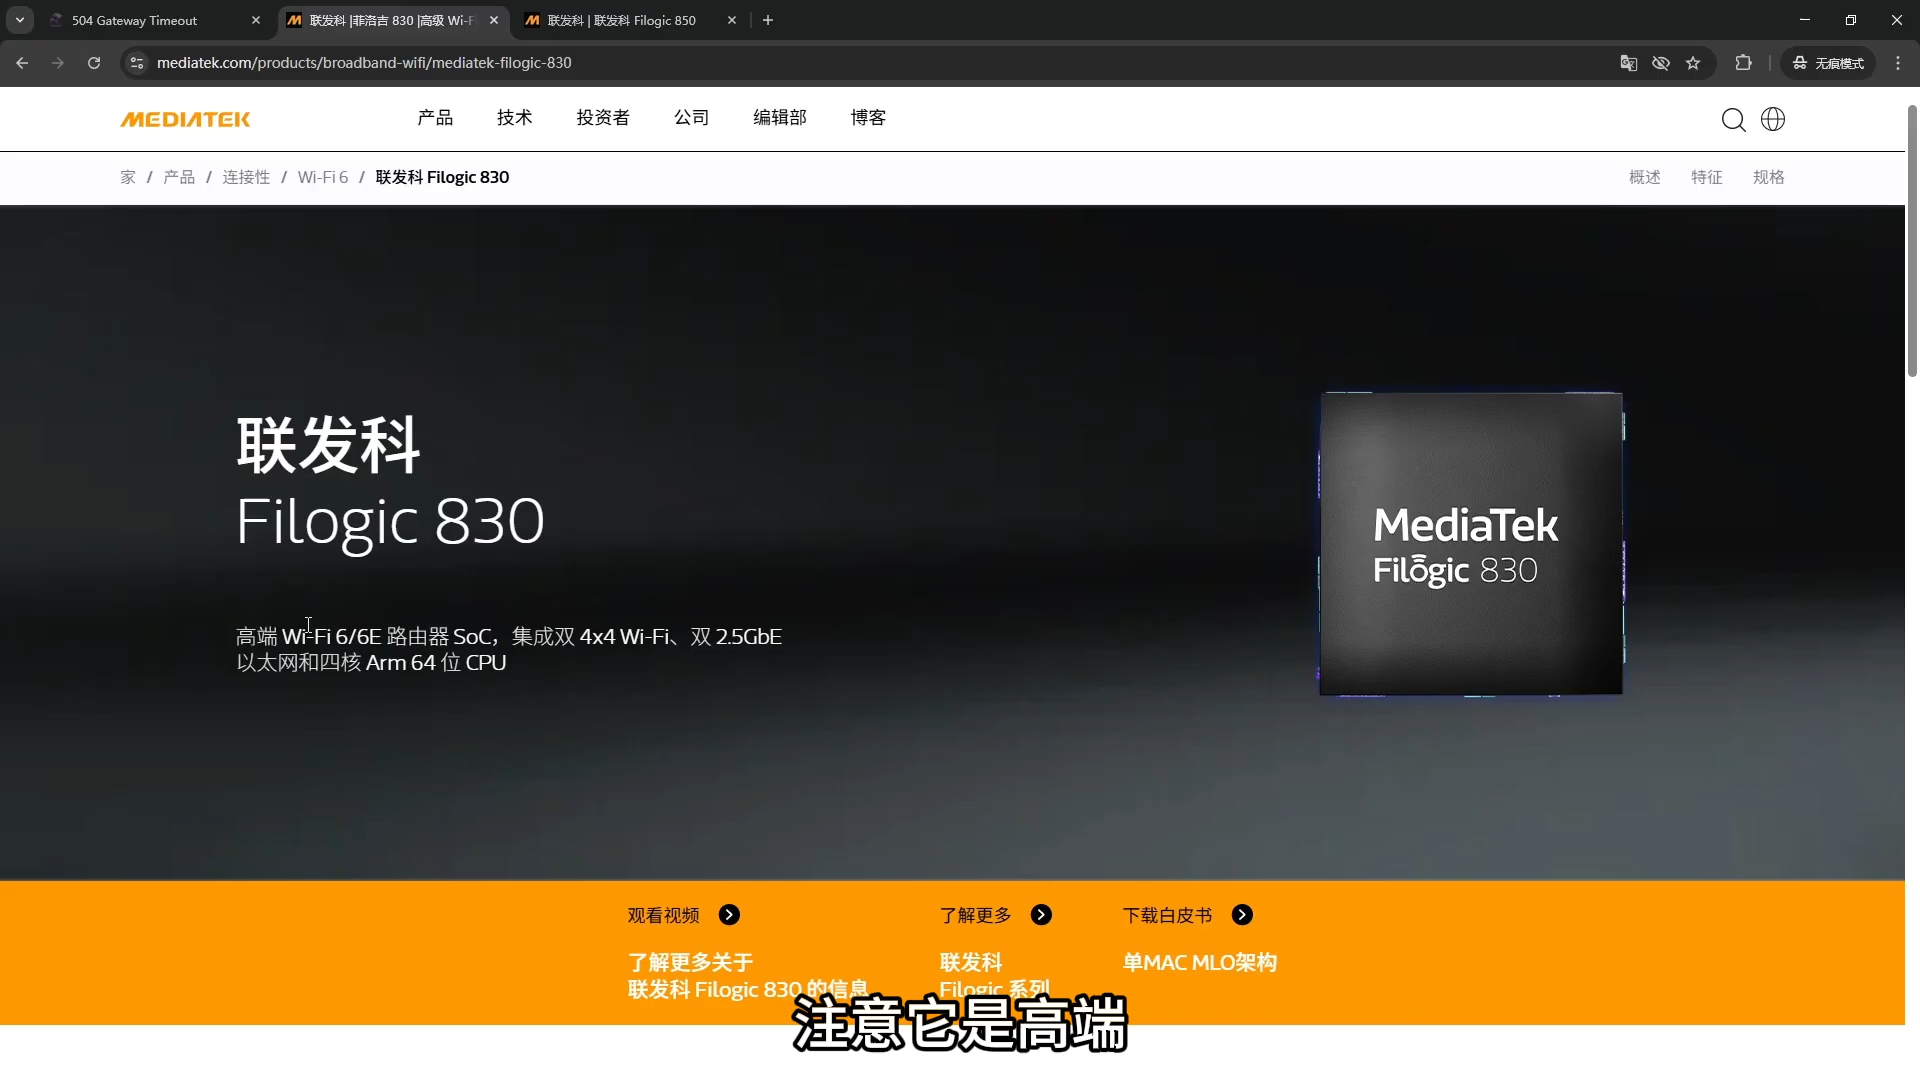 504 Gateway Timeout
联发科 |菲洛吉 830 |高级 Wi-F
联发科 | 联发科 Filogic 850
mediatek.com/products/broadband-wifi/mediatek-filogic-830
无痕模式
MEDIATEK
产品 技术 投资者 公司 编辑部 博客
家 / 产品 / 连接性 / Wi-Fi 6 / 联发科 Filogic 830
概述 特征 规格
联发科
Filogic 830
高端 Wi-Fi 6/6E 路由器 SoC，集成双 4x4 Wi-Fi、双 2.5GbE
以太网和四核 Arm 64 位 CPU
MediaTek
Filogic 830
观看视频
了解更多关于
联发科 Filogic 830 的信息
了解更多
联发科
Filogic 系列
下载白皮书
单MAC MLO架构
注意它是高端